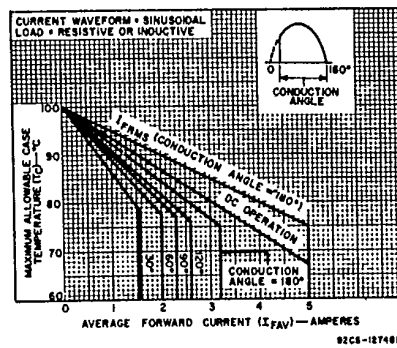 CURRENT WAVEFORM = SINUSOIDAL
LOAD = RESISTIVE OR INDUCTIVE
0
180°
I
CONDUCTION
ANGLE
MAXIMUM ALLOWABLE CASE
TEMPERATURE (TC)—°C
100
90
80
70
60
IFRMS (CONDUCTION ANGLE = 180°)
DC OPERATION
30°
60°
90°
120°
CONDUCTION
ANGLE = 180°
0
1
2
3
4
5
AVERAGE FORWARD CURRENT (IFAV)—AMPERES